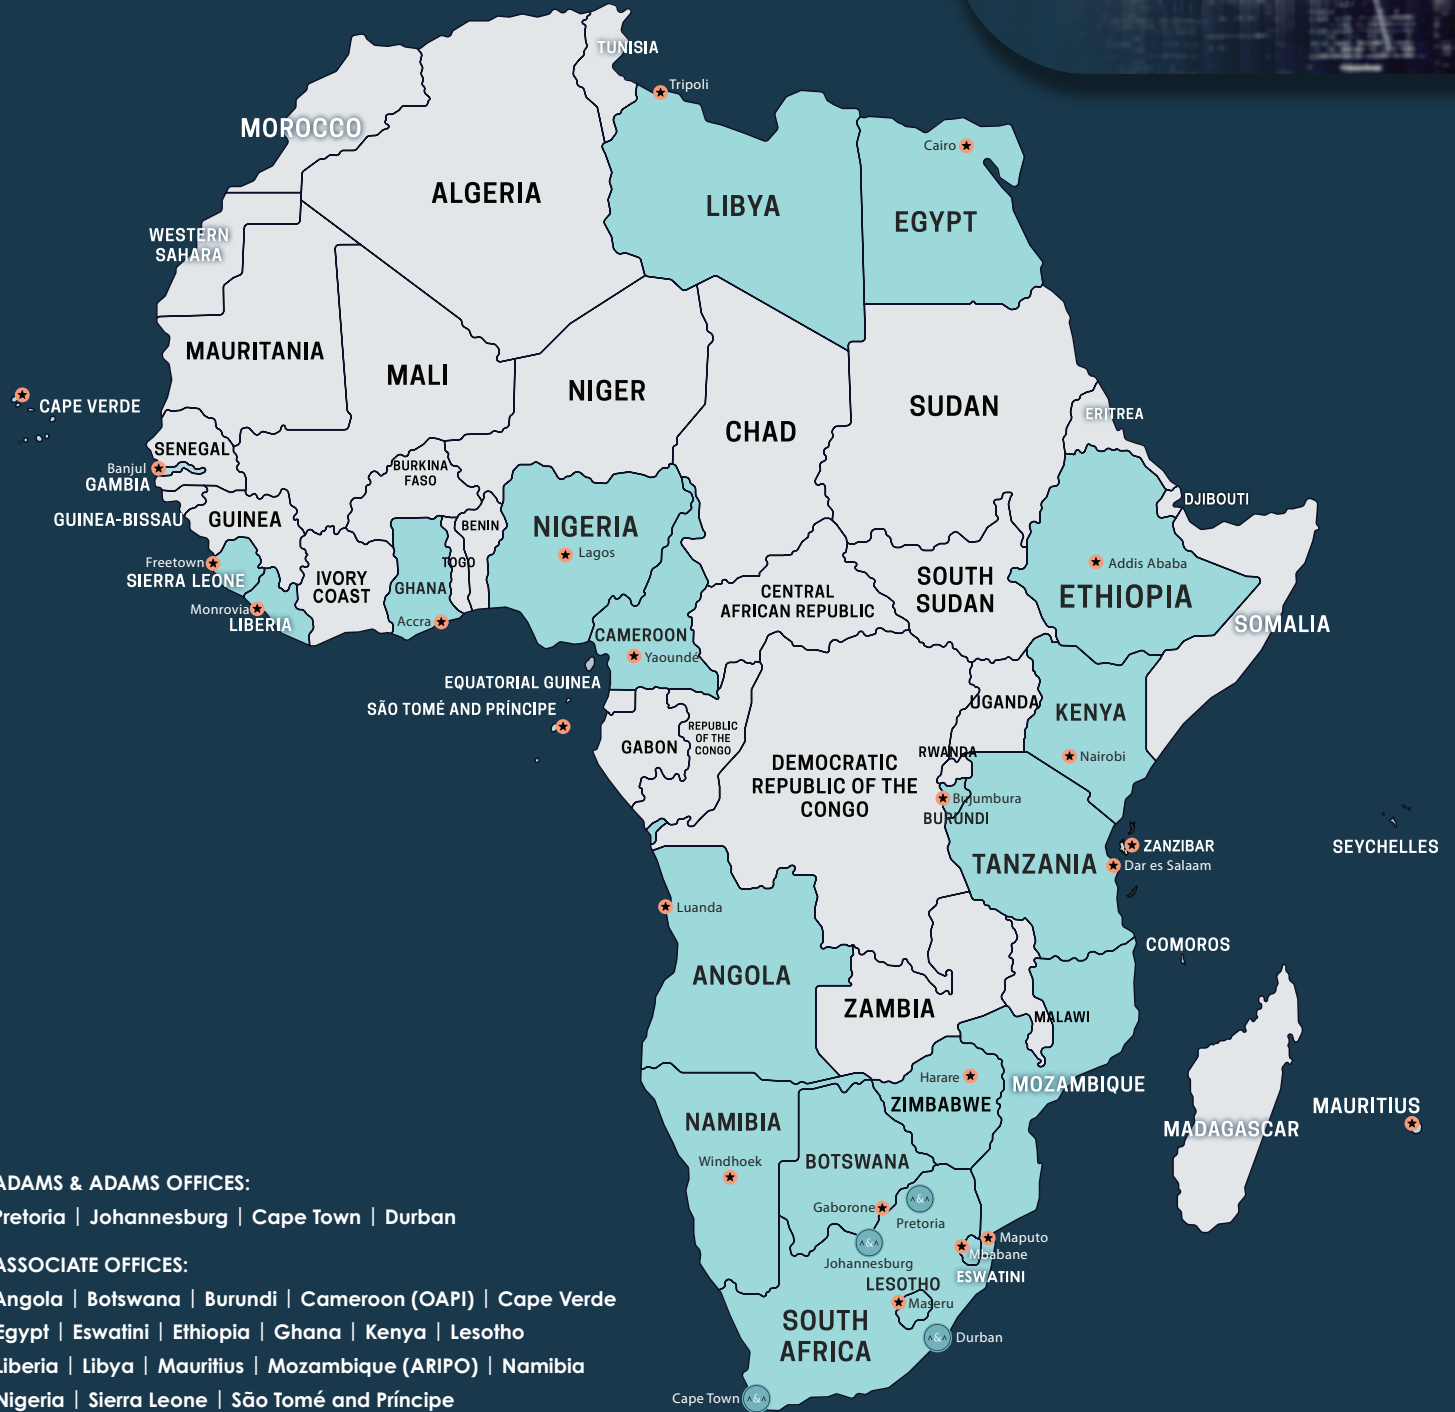 TUNISIA
Tripoli
MOROCCO
Cairo
ALGERIA
LIBYA
EGYPT
WESTERN
SAHARA
MAURITANIA
MALI
NIGER
CAPE VERDE
CHAD
SUDAN
ERITREA
SENEGAL
Banjul
GAMBIA
BURKINA
FASO
DJIBOUTI
GUINEA-BISSAU
GUINEA
BENIN
NIGERIA
Lagos
Freetown
SIERRA LEONE
IVORY
COAST
GHANA
TOGO
Addis Ababa
ETHIOPIA
SOUTH
SUDAN
CENTRAL
AFRICAN REPUBLIC
Monrovia
LIBERIA
Accra
CAMEROON
Yaoundé
SOMALIA
EQUATORIAL GUINEA
SÃO TOMÉ AND PRÍNCIPE
UGANDA
KENYA
GABON
REPUBLIC
OF THE
CONGO
RWANDA
Nairobi
DEMOCRATIC
REPUBLIC OF THE
CONGO
Bujumbura
BURUNDI
ZANZIBAR
SEYCHELLES
TANZANIA
Dar es Salaam
Luanda
COMOROS
ANGOLA
ZAMBIA
MALAWI
Harare
MOZAMBIQUE
ZIMBABWE
MAURITIUS
NAMIBIA
MADAGASCAR
Windhoek
BOTSWANA
Gaborone
A&A
Pretoria
A&A
Johannesburg
Maputo
Mbabane
ESWATINI
LESOTHO
Maseru
SOUTH
AFRICA
A&A
Durban
Cape Town
A&A
ADAMS & ADAMS OFFICES:
Pretoria | Johannesburg | Cape Town | Durban
ASSOCIATE OFFICES:
Angola | Botswana | Burundi | Cameroon (OAPI) | Cape Verde
Egypt | Eswatini | Ethiopia | Ghana | Kenya | Lesotho
Liberia | Libya | Mauritius | Mozambique (ARIPO) | Namibia
Nigeria | Sierra Leone | São Tomé and Príncipe